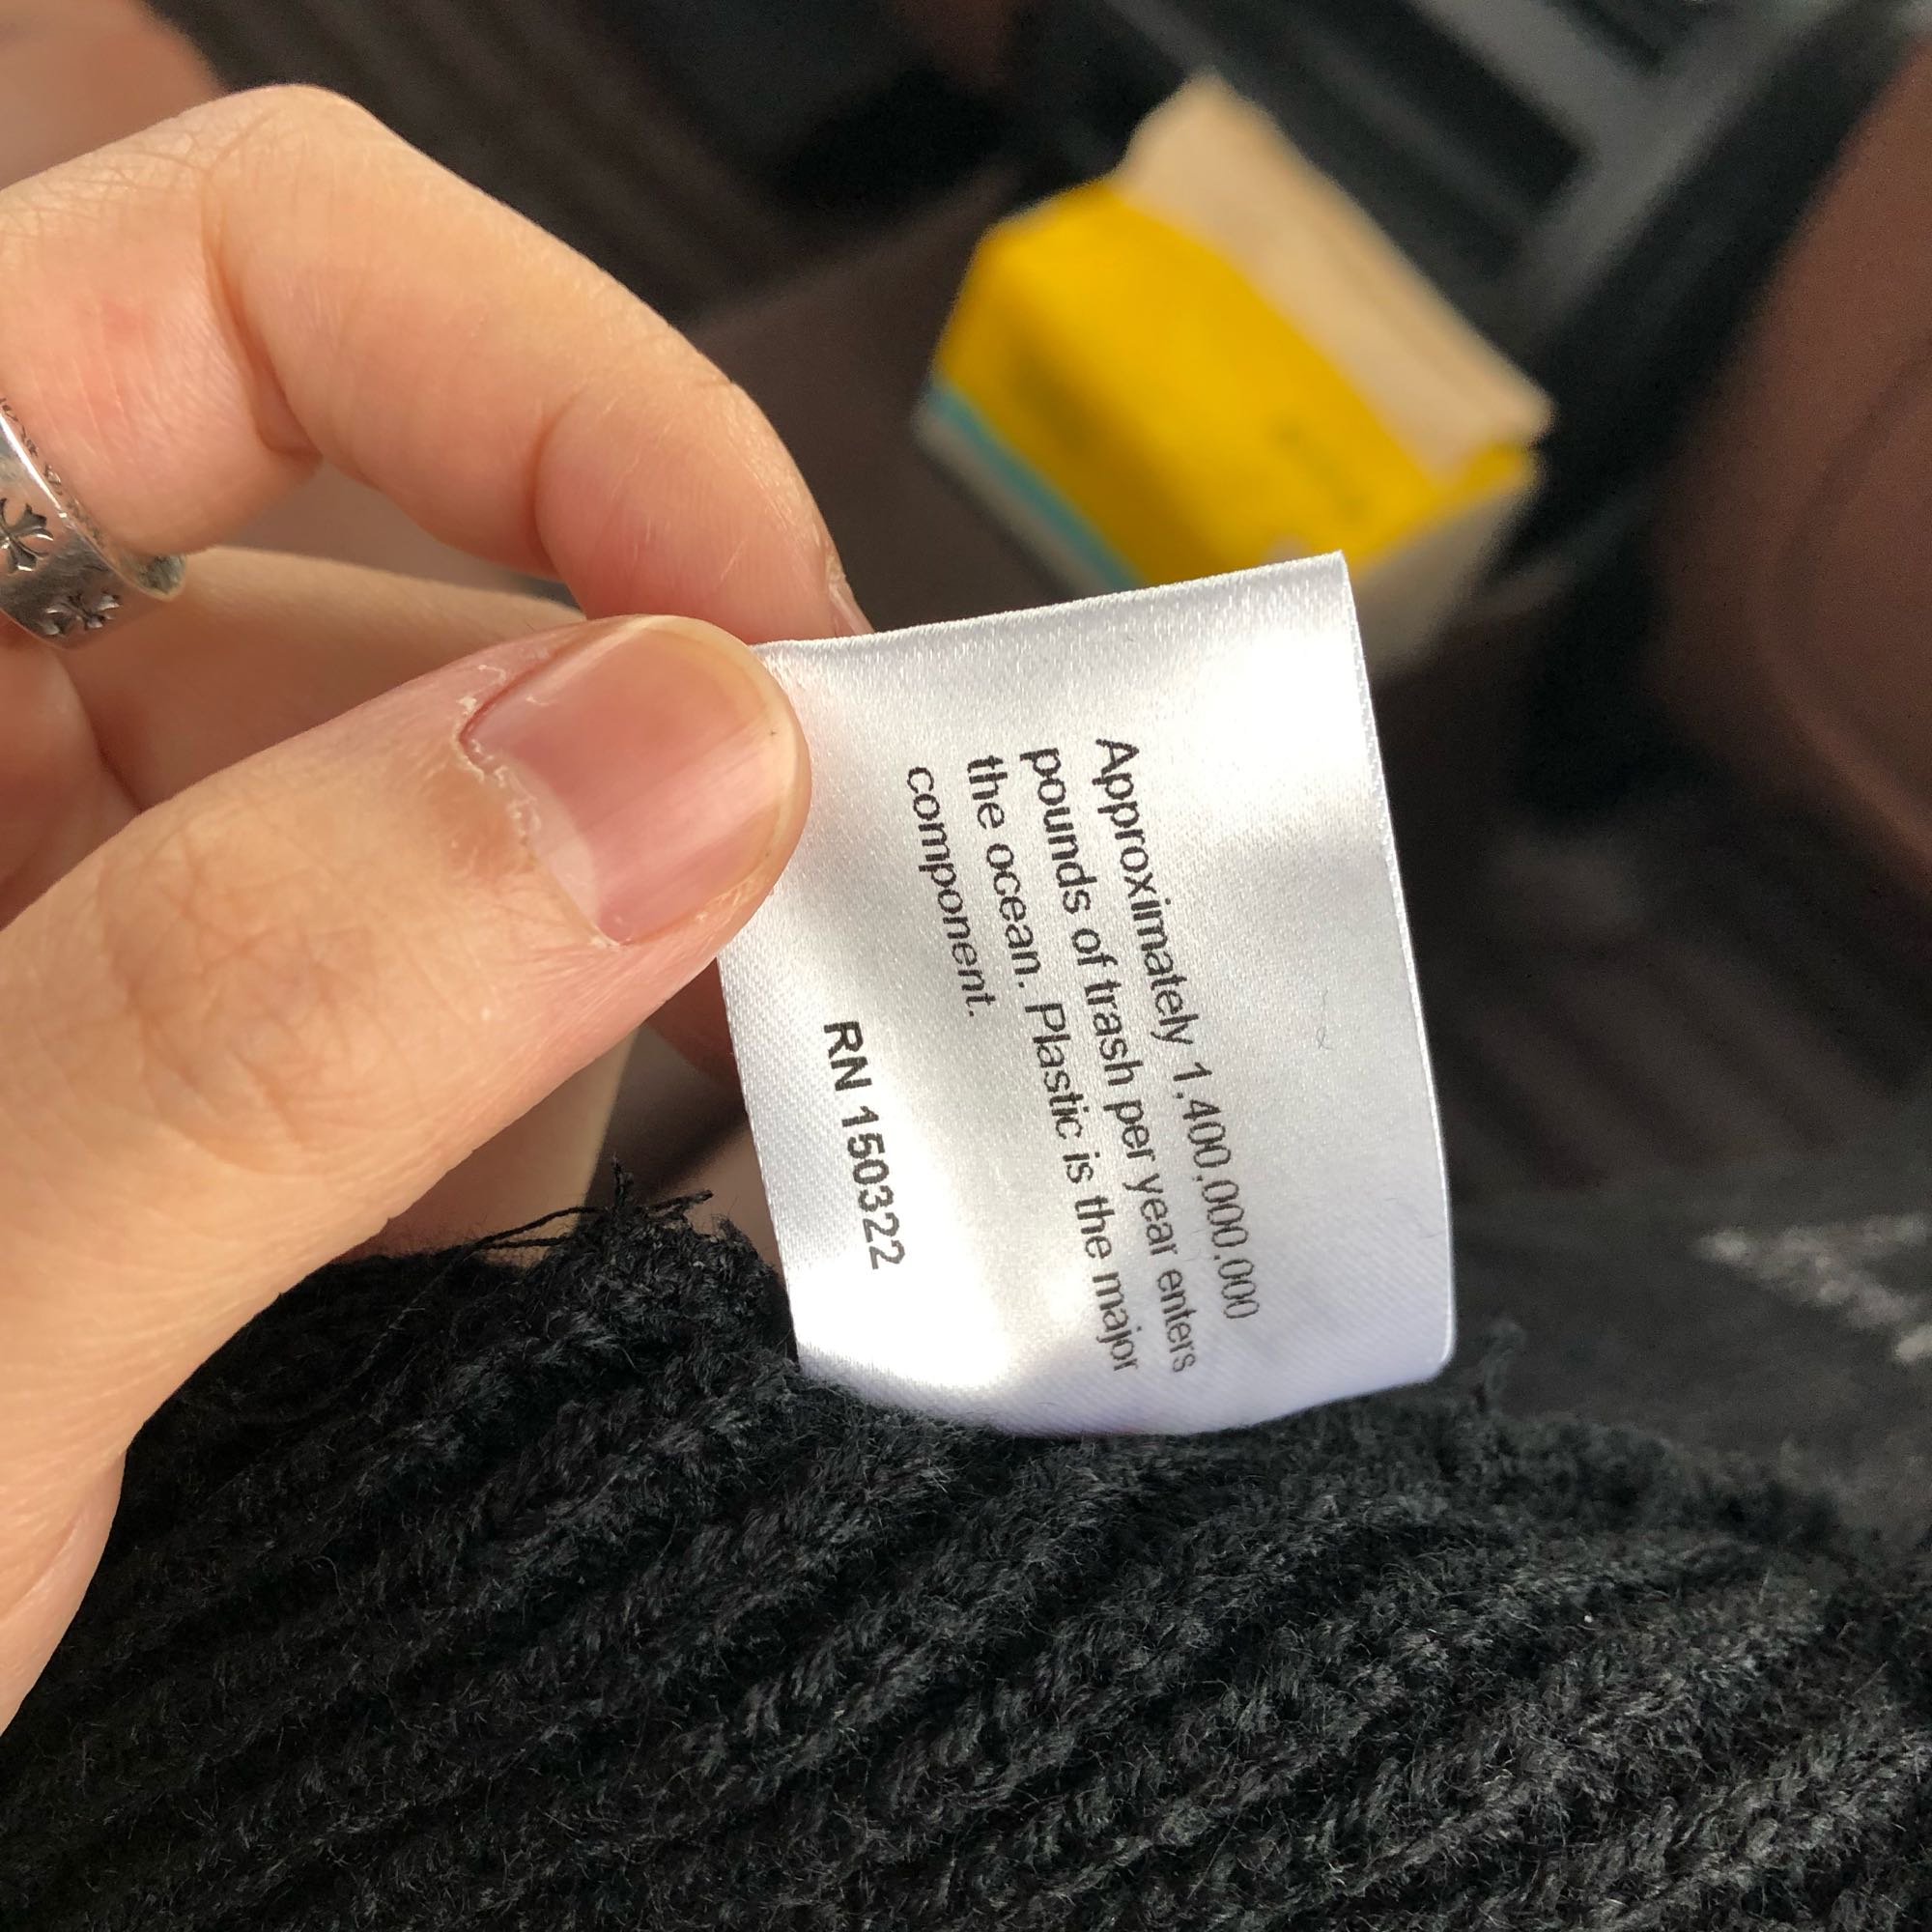 Approximately 1,400,000,000
pounds of trash per year enters
the ocean. Plastic is the major
component.
RN 150322